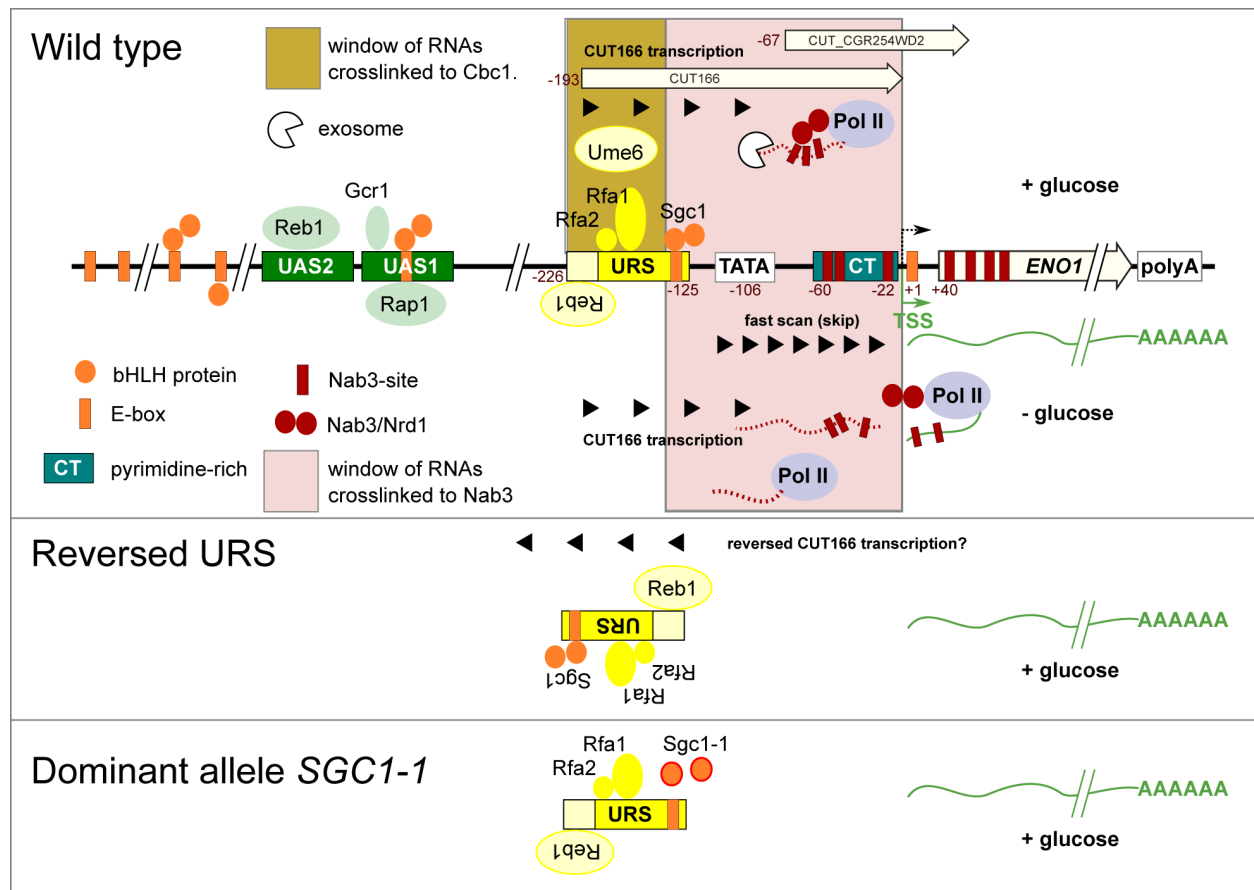 Wild type
window of RNAs
crosslinked to Cbc1.
exosome
-67
CUT_CGR254WD2
CUT166 transcription
-193
CUT166
Ume6
Pol II
+ glucose
Gcr1
Reb1
Rfa1
Rfa2
Sgc1
UAS2
UAS1
URS
TATA
CT
ENO1
polyA
-226
Reb1
Rap1
-125
-106
-60
-22
+1
+40
TSS
fast scan (skip)
AAAAAA
bHLH protein
E-box
CT
pyrimidine-rich
Nab3-site
Nab3/Nrd1
window of RNAs
crosslinked to Nab3
CUT166 transcription
Pol II
Pol II
- glucose
Reversed URS
reversed CUT166 transcription?
Reb1
URS
Sgc1
Rfa1
Rfa2
AAAAAA
+ glucose
Dominant allele SGC1-1
Rfa1
Rfa2
Sgc1-1
URS
Reb1
AAAAAA
+ glucose